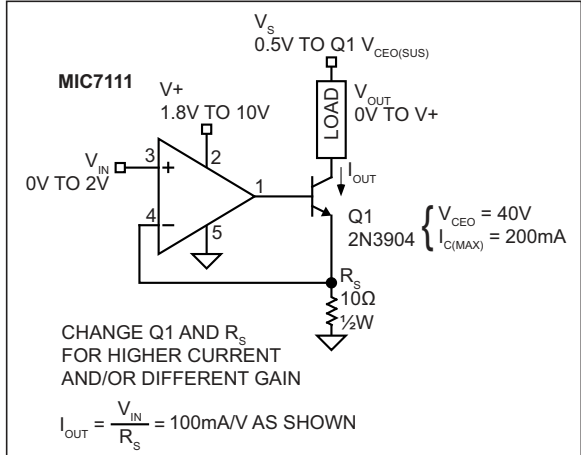 V_S
0.5V TO Q1 V_CEO(SUS)
MIC7111
V+
1.8V TO 10V
LOAD
V_OUT
0V TO V+
V_IN
0V TO 2V
3
+
2
1
I_OUT
4
−
5
Q1
2N3904
{ V_CEO = 40V
I_C(MAX) = 200mA
R_S
10Ω
½W
CHANGE Q1 AND R_S
FOR HIGHER CURRENT
AND/OR DIFFERENT GAIN
I_OUT = V_IN / R_S = 100mA/V AS SHOWN